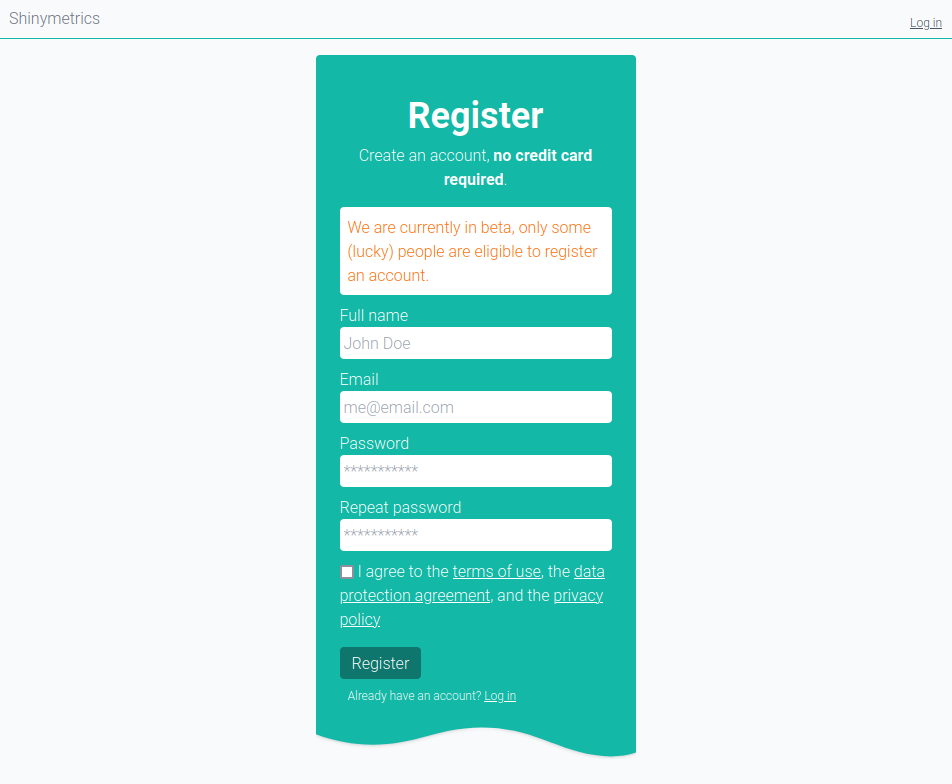 Shinymetrics
Log in
Register
Create an account, no credit card
required.
We are currently in beta, only some
(lucky) people are eligible to register
an account.
Full name
John Doe
Email
me@email.com
Password
***********
Repeat password
***********
I agree to the terms of use, the data
protection agreement, and the privacy
policy
Register
Already have an account? Log in